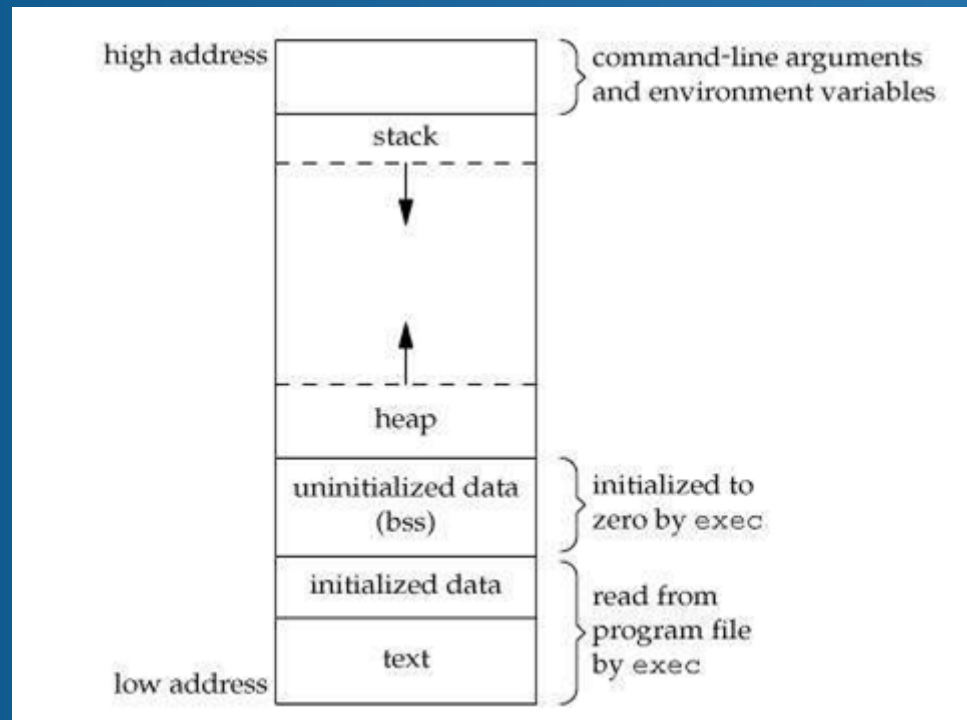 high address
command-line arguments
and environment variables
stack
heap
uninitialized data
(bss)
initialized to
zero by exec
initialized data
read from
program file
by exec
text
low address